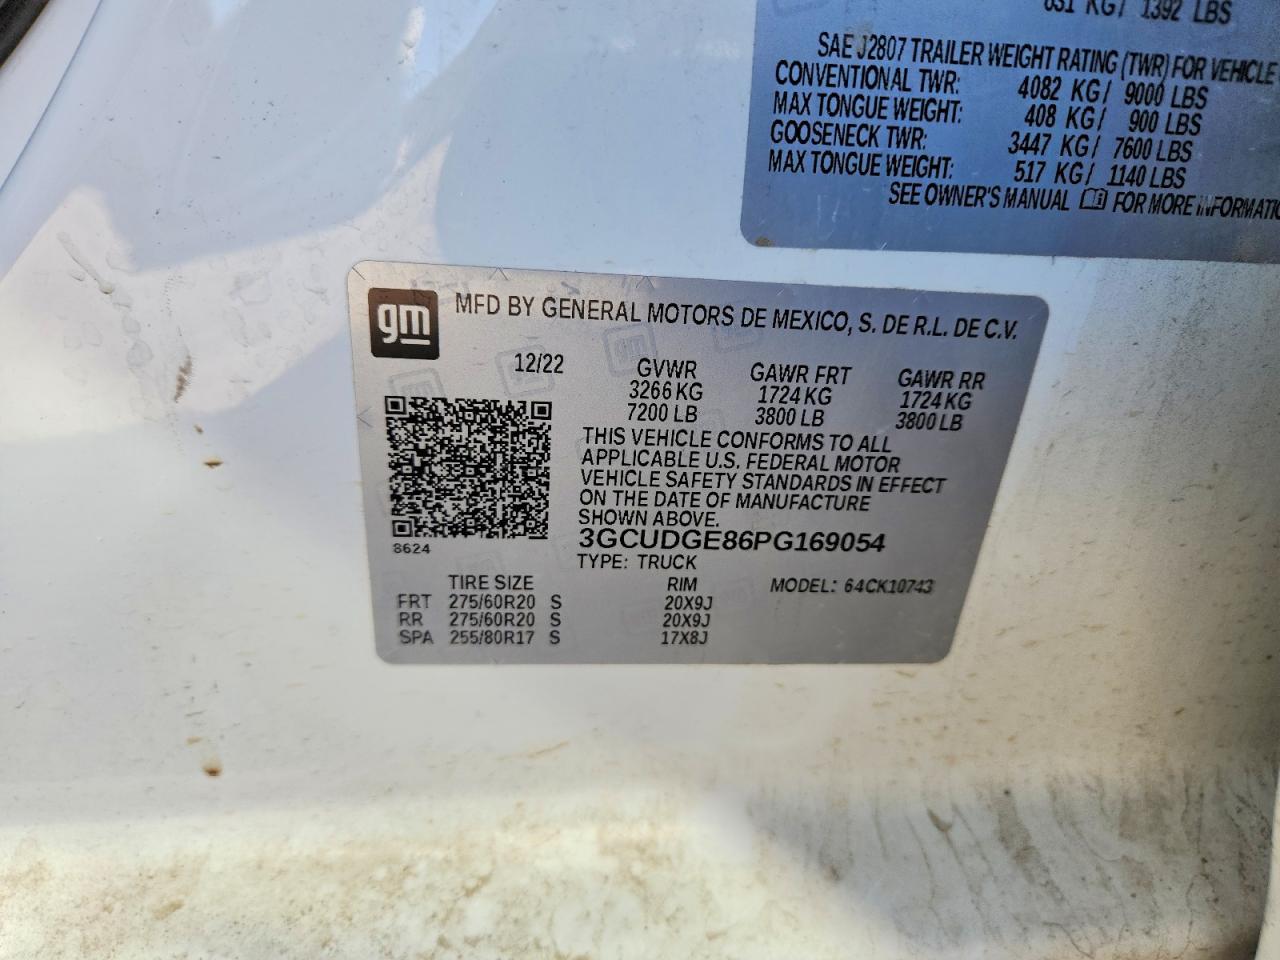 631 KG/ 1392 LBS
SAE J2807 TRAILER WEIGHT RATING (TWR) FOR VEHICLE
CONVENTIONAL TWR: 4082 KG/ 9000 LBS
MAX TONGUE WEIGHT: 408 KG/ 900 LBS
GOOSENECK TWR: 3447 KG/ 7600 LBS
MAX TONGUE WEIGHT: 517 KG/ 1140 LBS
SEE OWNER'S MANUAL FOR MORE INFORMATIO
gm
MFD BY GENERAL MOTORS DE MEXICO, S. DE R.L. DE C.V.
12/22 GVWR GAWR FRT GAWR RR
3266 KG 1724 KG 1724 KG
7200 LB 3800 LB 3800 LB
THIS VEHICLE CONFORMS TO ALL
APPLICABLE U.S. FEDERAL MOTOR
VEHICLE SAFETY STANDARDS IN EFFECT
ON THE DATE OF MANUFACTURE
SHOWN ABOVE.
8624
3GCUDGE86PG169054
TYPE: TRUCK
TIRE SIZE RIM MODEL: 64CK10743
FRT 275/60R20 S 20X9J
RR 275/60R20 S 20X9J
SPA 255/80R17 S 17X8J